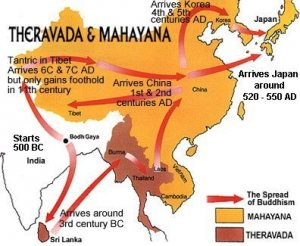 Arrives Korea
4th & 5th
centuries AD
Korea
Japan
THERAVADA & MAHAYANA
Tantric in Tibet
Arrives 6C & 7C AD
but only gains foothold
in 11th century
Arrives China
1st & 2nd
centuries AD
China
Tibet
Arrives Japan
around
520 - 550 AD
Starts
500 BC
Bodh Gaya
India
Burma
Laos
Thailand
Vietnam
Cambodia
Arrives around
3rd century BC
Sri Lanka
The Spread
of Buddhism
MAHAYANA
THERAVADA